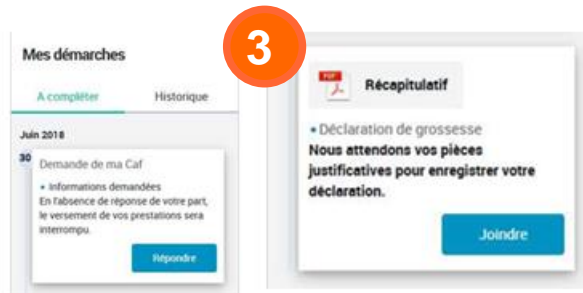 Mes démarches
A compléter
Historique
Juin 2018
30
Demande de ma Caf
• Informations demandées
En l'absence de réponse de votre part,
le versement de vos prestations sera
interrompu.
Répondre
3
PDF
Récapitulatif
• Déclaration de grossesse
Nous attendons vos pièces
justificatives pour enregistrer votre
déclaration.
Joindre